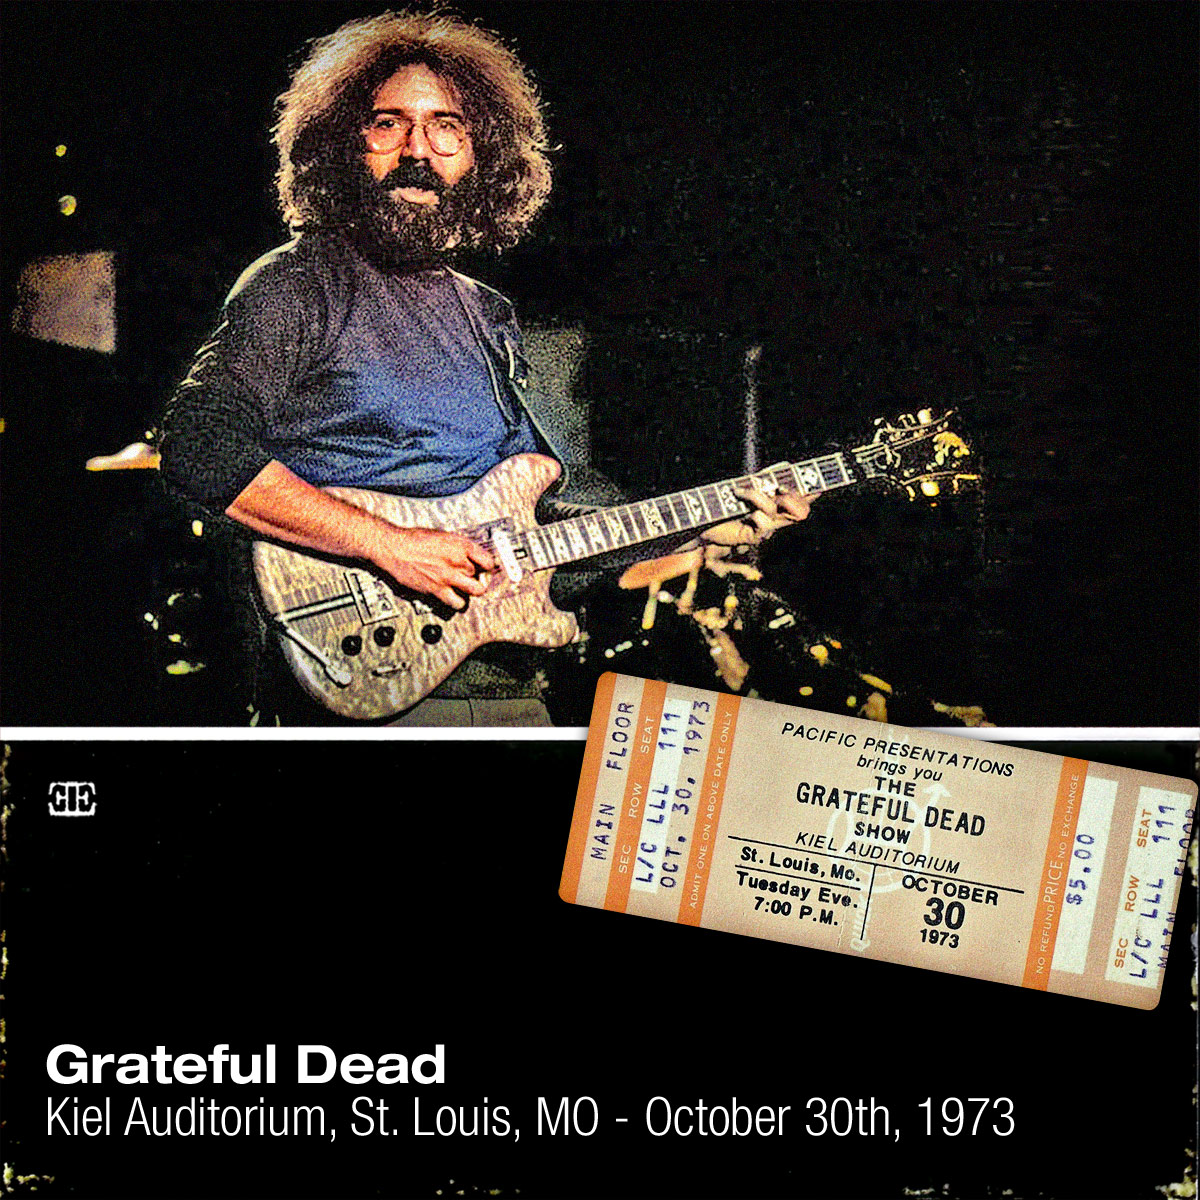 MAIN FLOOR
SEC ROW SEAT
L/C LLL 111
OCT. 30, 1973
ADMIT ONE ON ABOVE DATE ONLY
PACIFIC PRESENTATIONS
brings you
THE
GRATEFUL DEAD
SHOW
KIEL AUDITORIUM
St. Louis, Mo.
Tuesday Eve.
7:00 P.M.
OCTOBER
30
1973
NO REFUND PRICE NO EXCHANGE
$5.00
SEC ROW SEAT
L/C LLL 111
MAIN FLOOR
Grateful Dead
Kiel Auditorium, St. Louis, MO - October 30th, 1973